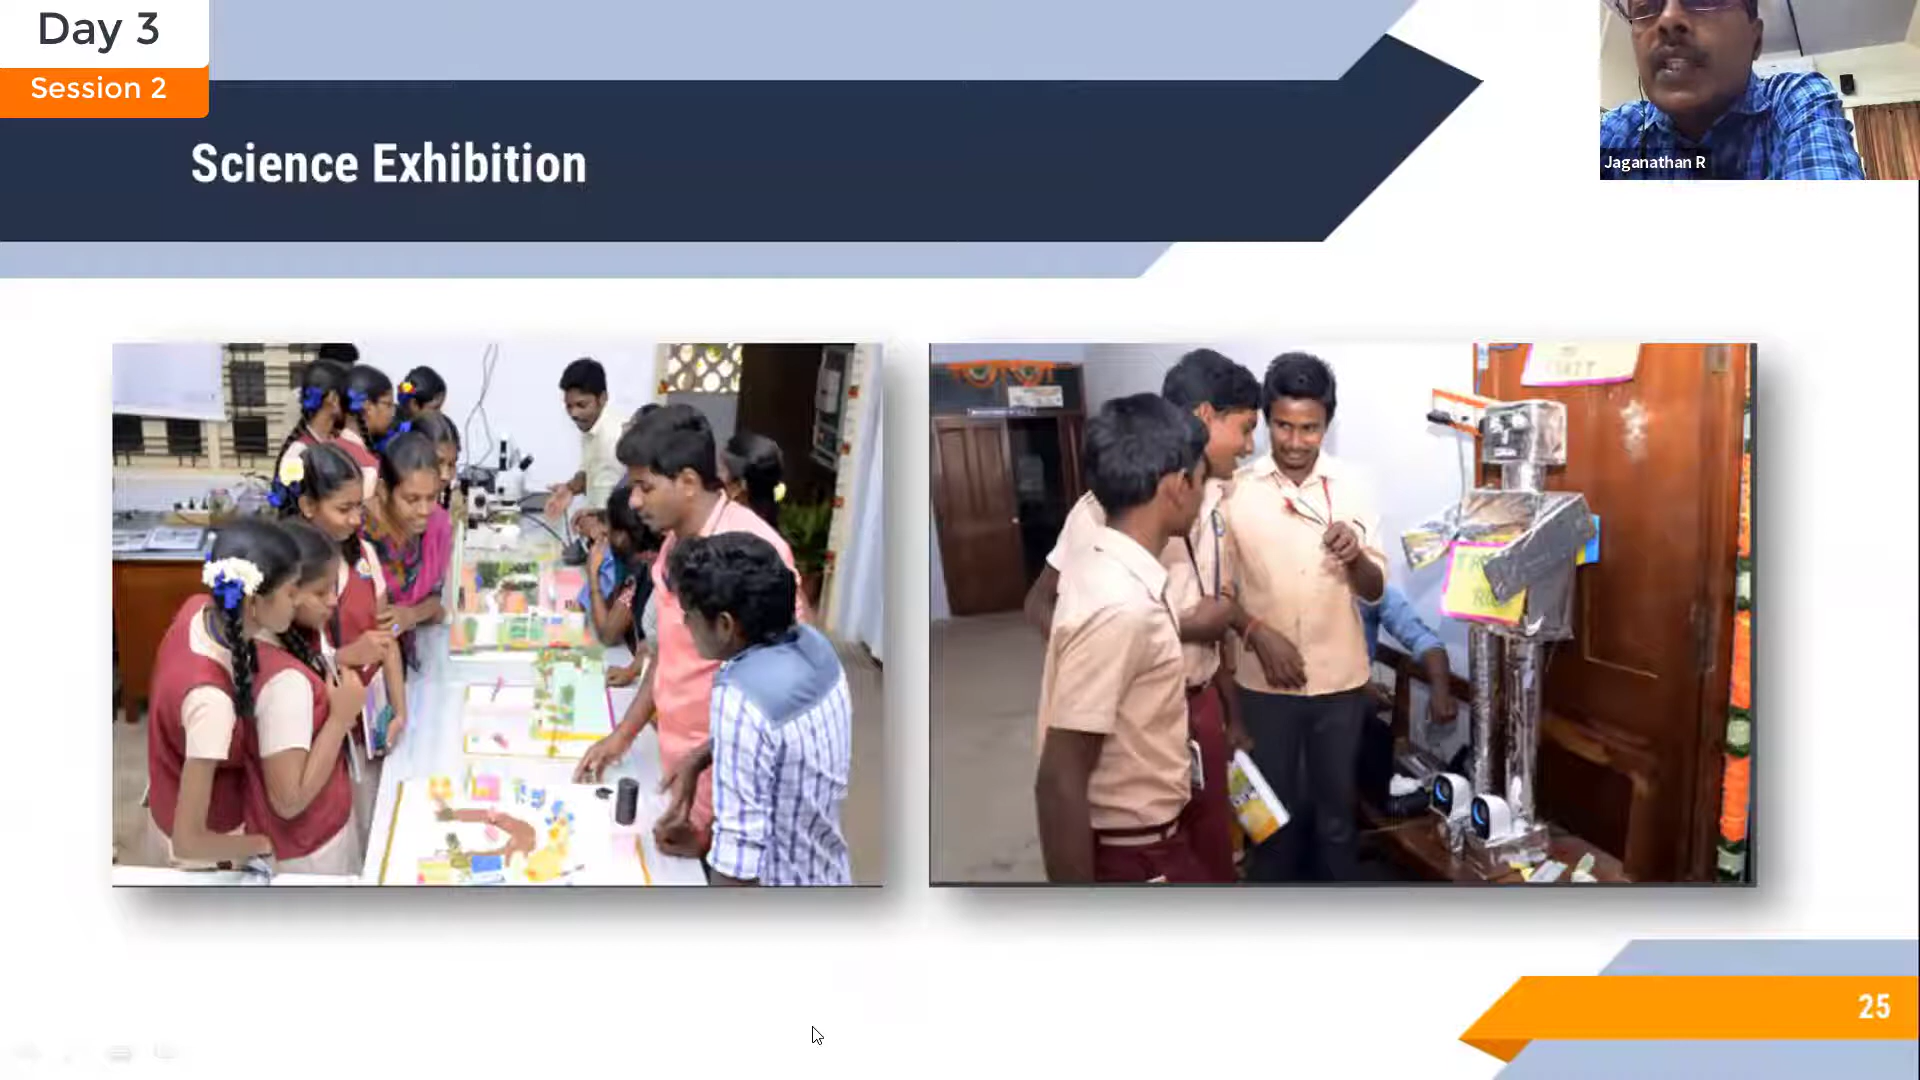 Day 3
Session 2
Science Exhibition
Jaganathan R
25